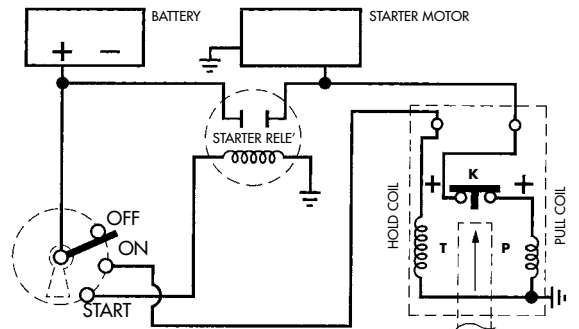 BATTERY
STARTER MOTOR
+ −
STARTER RELE'
K
+ +
HOLD COIL
PULL COIL
T P
OFF
ON
START